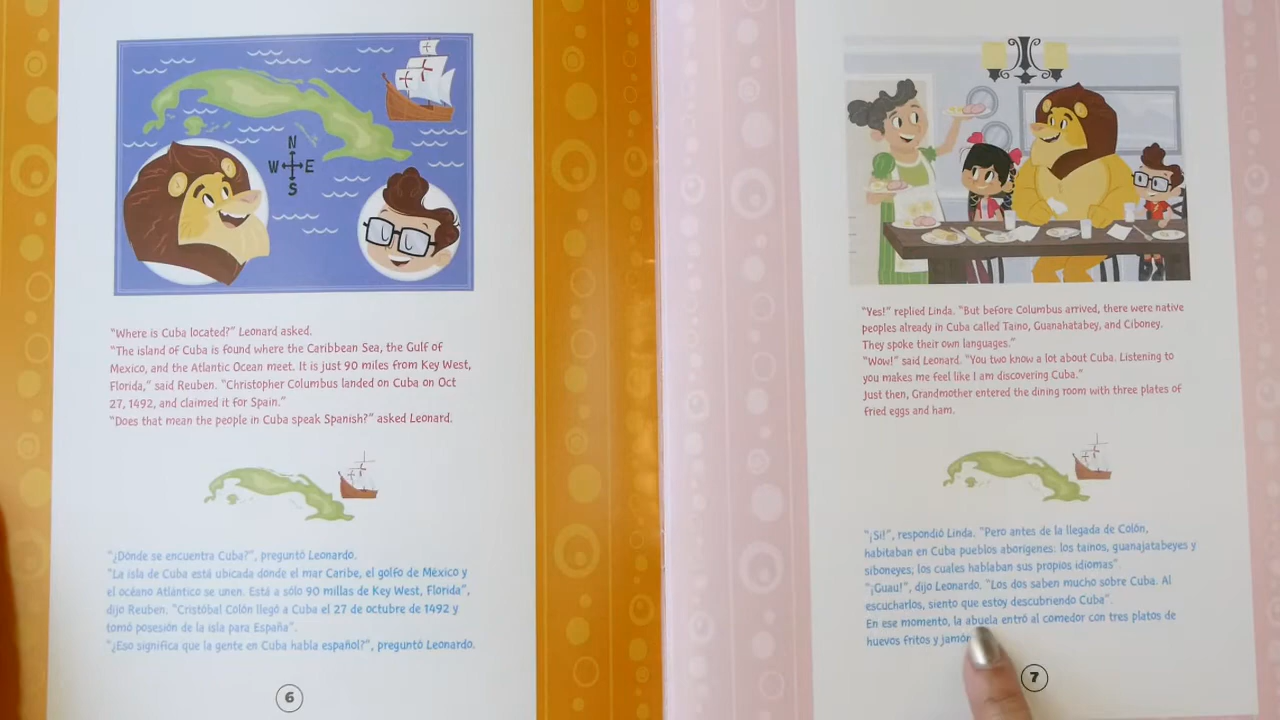 N
W E
S
"Where is Cuba located?" Leonard asked.
"The island of Cuba is found where the Caribbean Sea, the Gulf of
Mexico, and the Atlantic Ocean meet. It is just 90 miles from Key West,
Florida," said Reuben. "Christopher Columbus landed on Cuba on Oct
27, 1492, and claimed it for Spain."
"Does that mean the people in Cuba speak Spanish?" asked Leonard.
"¿Dónde se encuentra Cuba?", preguntó Leonardo.
"La isla de Cuba está ubicada donde el mar Caribe, el golfo de México y
el océano Atlántico se unen. Está a sólo 90 millas de Key West, Florida",
dijo Reuben. "Cristóbal Colón llegó a Cuba el 27 de octubre de 1492 y
tomó posesión de la isla para España".
"¿Eso significa que la gente en Cuba habla español?", preguntó Leonardo.
6
"Yes!" replied Linda. "But before Columbus arrived, there were native
peoples already in Cuba called Taino, Guanahatabey, and Ciboney.
They spoke their own languages."
"Wow!" said Leonard. "You two know a lot about Cuba. Listening to
you makes me feel like I am discovering Cuba."
Just then, Grandmother entered the dining room with three plates of
fried eggs and ham.
"¡Sí!", respondió Linda. "Pero antes de la llegada de Colón,
habitaban en Cuba pueblos aborígenes: los taínos, guanajatabeyes y
siboneyes; los cuales hablaban sus propios idiomas".
"¡Guau!", dijo Leonardo. "Los dos saben mucho sobre Cuba. Al
escucharlos, siento que estoy descubriendo Cuba".
En ese momento, la abuela entró al comedor con tres platos de
huevos fritos y jamón
7